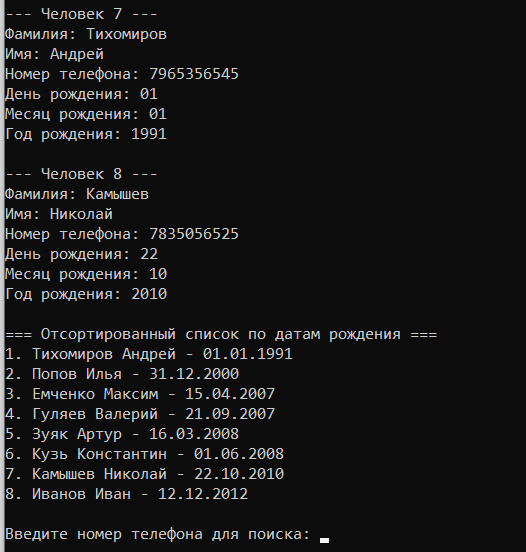 --- Человек 7 ---
Фамилия: Тихомиров
Имя: Андрей
Номер телефона: 7965356545
День рождения: 01
Месяц рождения: 01
Год рождения: 1991
--- Человек 8 ---
Фамилия: Камышев
Имя: Николай
Номер телефона: 7835056525
День рождения: 22
Месяц рождения: 10
Год рождения: 2010
=== Отсортированный список по датам рождения ===
1. Тихомиров Андрей - 01.01.1991
2. Попов Илья - 31.12.2000
3. Емченко Максим - 15.04.2007
4. Гуляев Валерий - 21.09.2007
5. Зуяк Артур - 16.03.2008
6. Кузь Константин - 01.06.2008
7. Камышев Николай - 22.10.2010
8. Иванов Иван - 12.12.2012
Введите номер телефона для поиска: